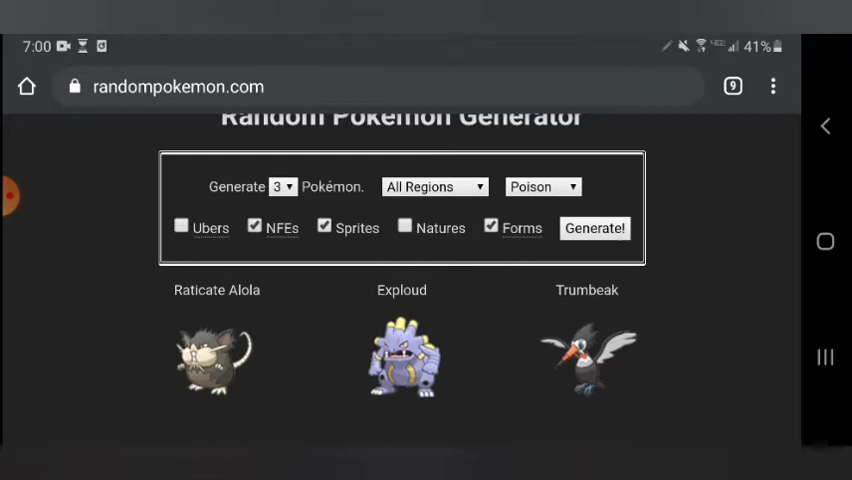 7:00 41%
randompokemon.com 9
Random Pokémon Generator
Generate 3 Pokémon. All Regions Poison
Ubers NFEs Sprites Natures Forms Generate!
Raticate Alola Exploud Trumbeak